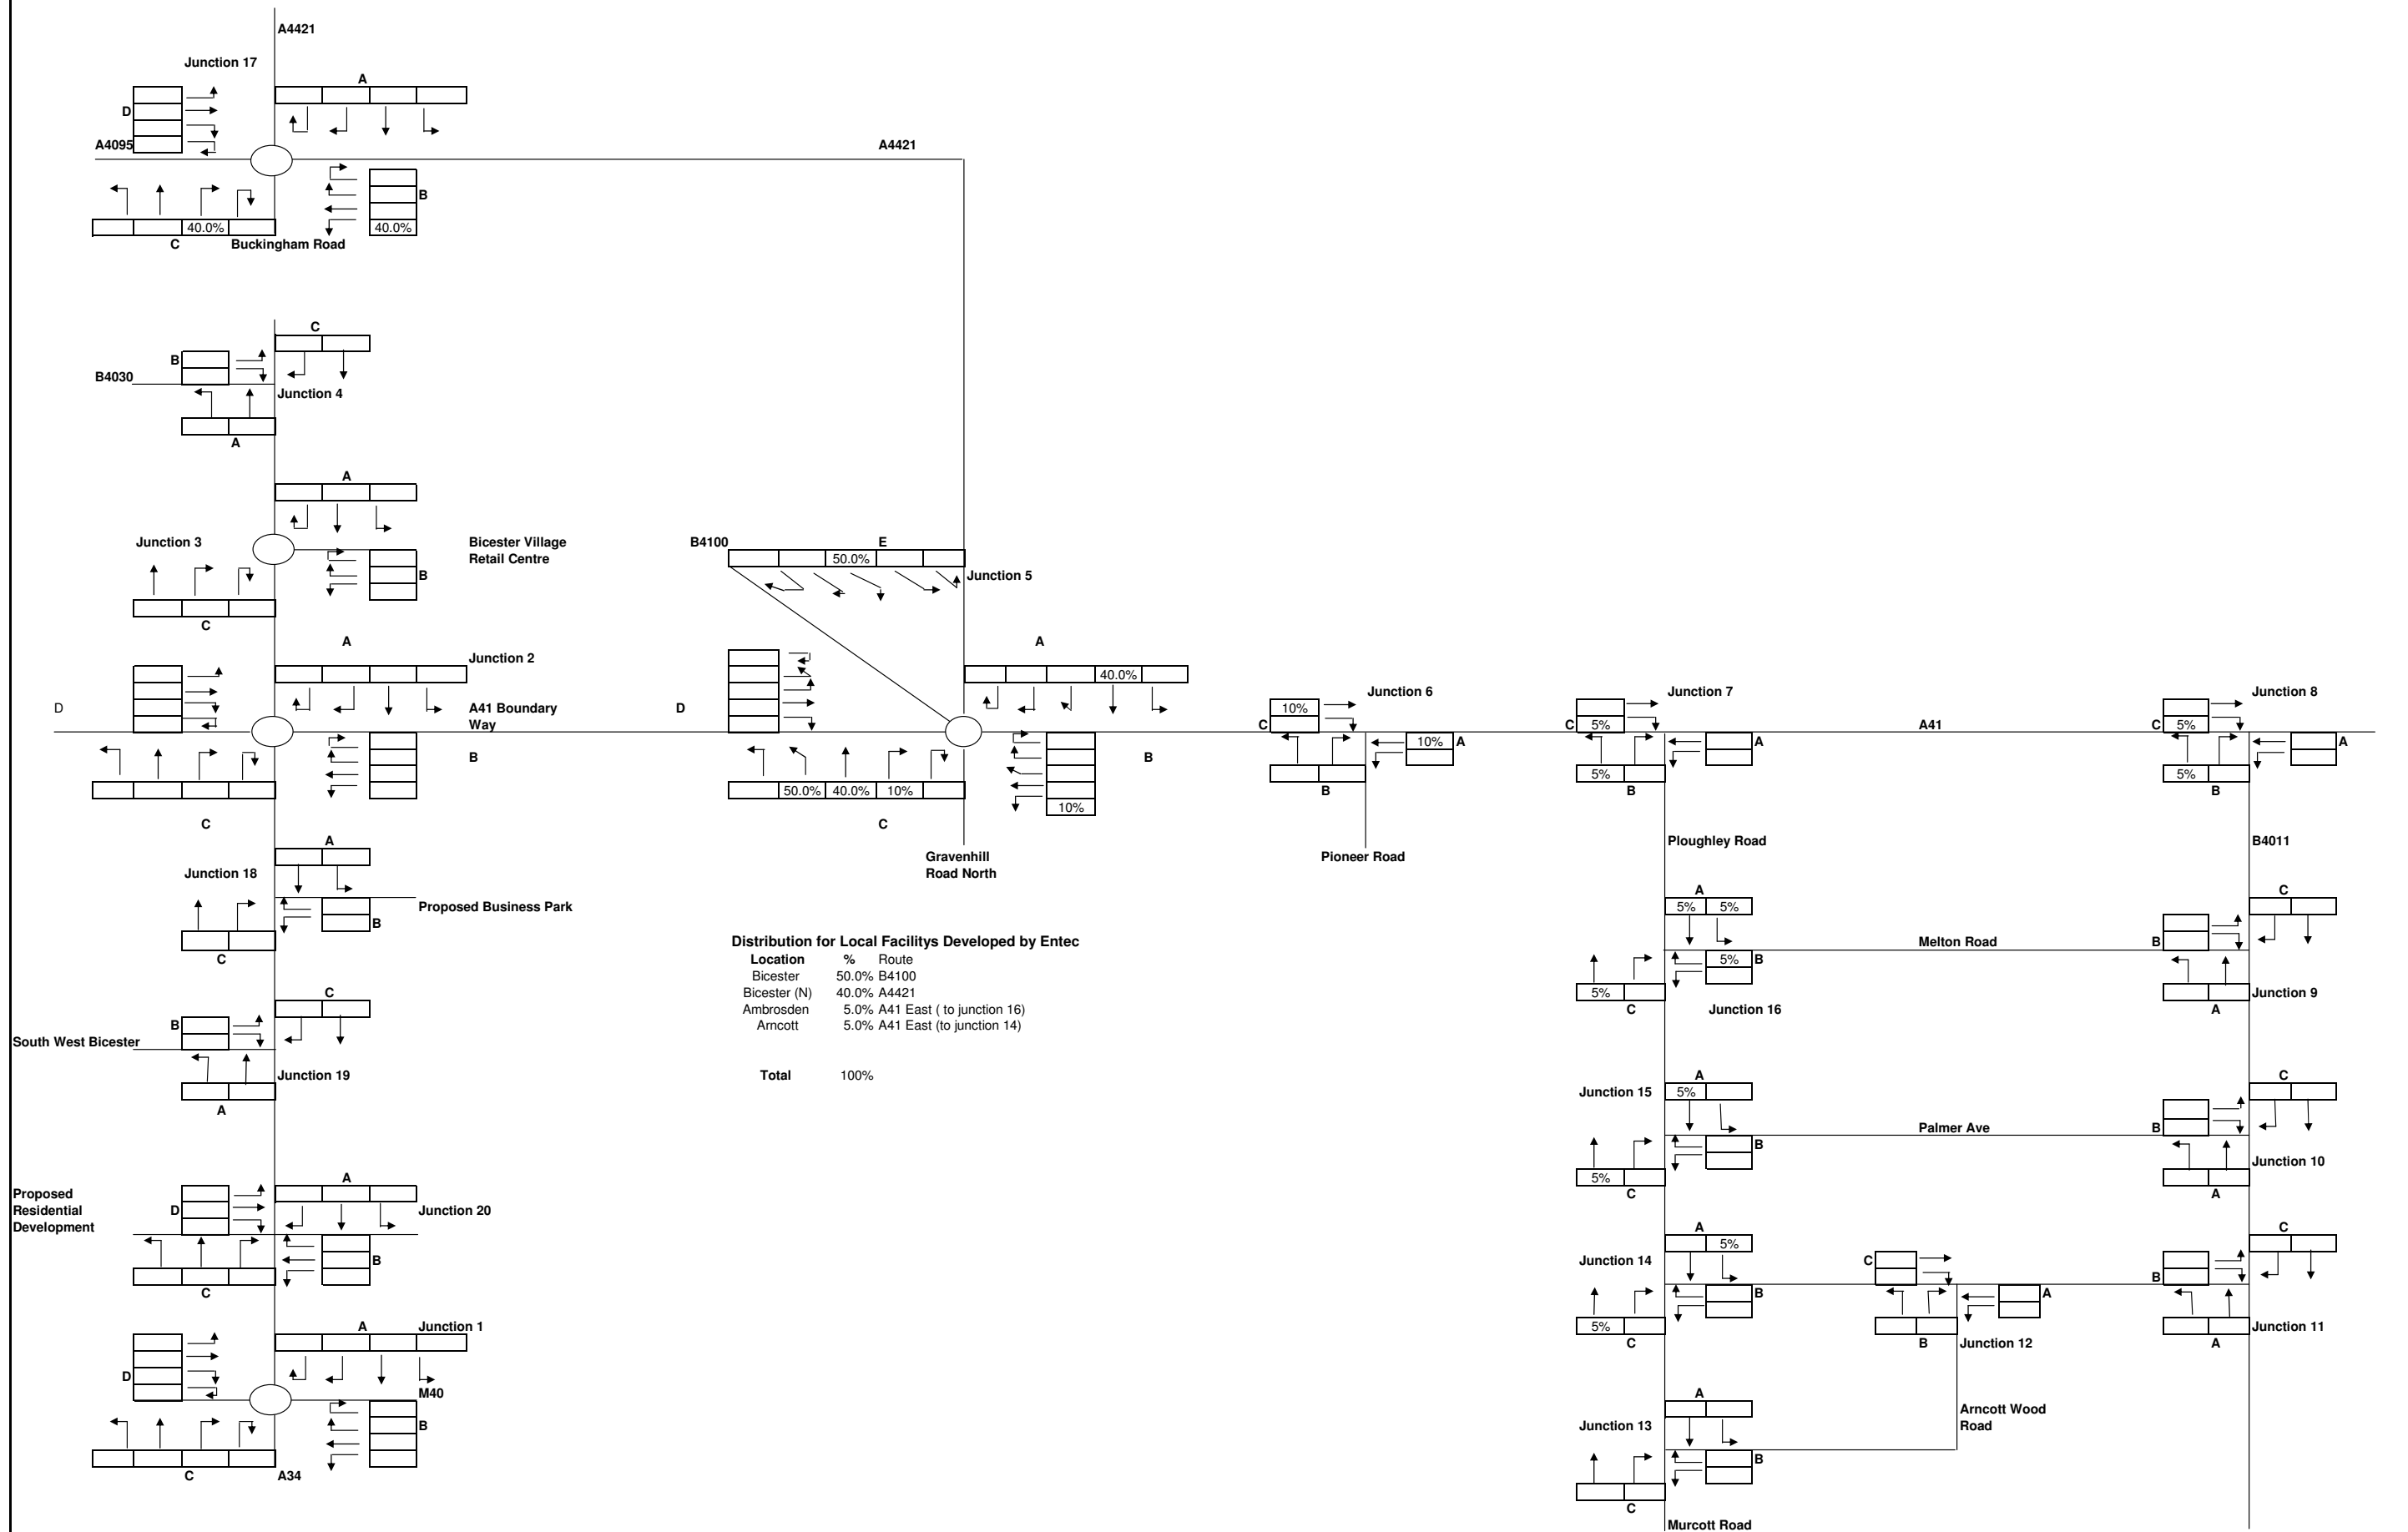 A4421
Junction 17
A
D
A4095
A4421
B
40.0%
40.0%
C
Buckingham Road
C
B
B4030
Junction 4
A
A
Junction 3
Bicester Village
Retail Centre
B
C
B4100
E
50.0%
Junction 5
A
Junction 2
D
A41 Boundary
Way
B
C
D
A
40.0%
50.0%
40.0%
10%
10%
B
C
Gravenhill
Road North
Junction 6
10%
C
10%
A
B
Pioneer Road
Junction 7
C
5%
A
5%
B
A41
Junction 8
C
5%
A
5%
B
Ploughley Road
B4011
A
Junction 18
Proposed Business Park
B
C
C
B
South West Bicester
Junction 19
A
Distribution for Local Facilitys Developed by Entec
Location % Route
Bicester 50.0% B4100
Bicester (N) 40.0% A4421
Ambrosden 5.0% A41 East ( to junction 16)
Arncott 5.0% A41 East (to junction 14)
Total 100%
A
5% 5%
Melton Road
5%
B
5%
C
Junction 16
C
B
Junction 9
A
Junction 15
A
5%
Palmer Ave
B
5%
C
C
B
Junction 10
A
Proposed
Residential
Development
A
D
Junction 20
B
C
Junction 14
A
5%
B
5%
C
C
A
B
Junction 12
C
B
Junction 11
A
A
Junction 1
D
M40
B
C
A34
A
Junction 13
B
C
Arncott Wood
Road
Murcott Road